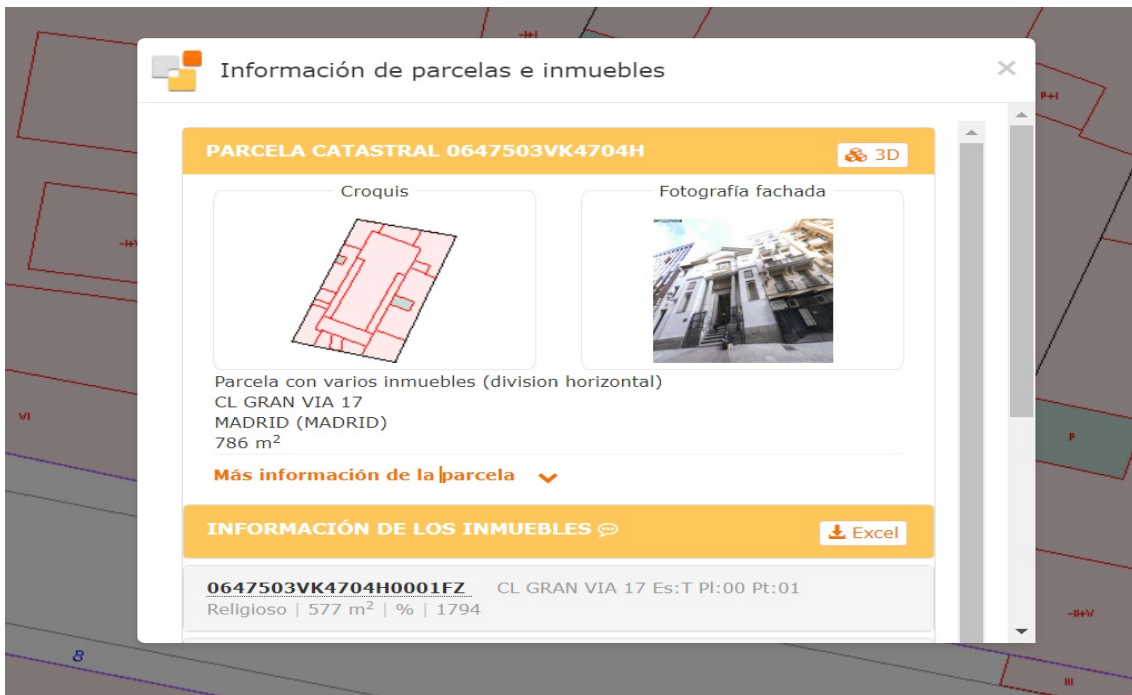 -I+I
Información de parcelas e inmuebles
P+I
PARCELA CATASTRAL 0647503VK4704H
3D
Croquis
Fotografía fachada
Parcela con varios inmuebles (division horizontal)
CL GRAN VIA 17
MADRID (MADRID)
786 m²
VI
P
Más información de la parcela
INFORMACIÓN DE LOS INMUEBLES
Excel
0647503VK4704H0001FZ CL GRAN VIA 17 Es:T Pl:00 Pt:01
Religioso | 577 m² | % | 1794
-II+V
8
III